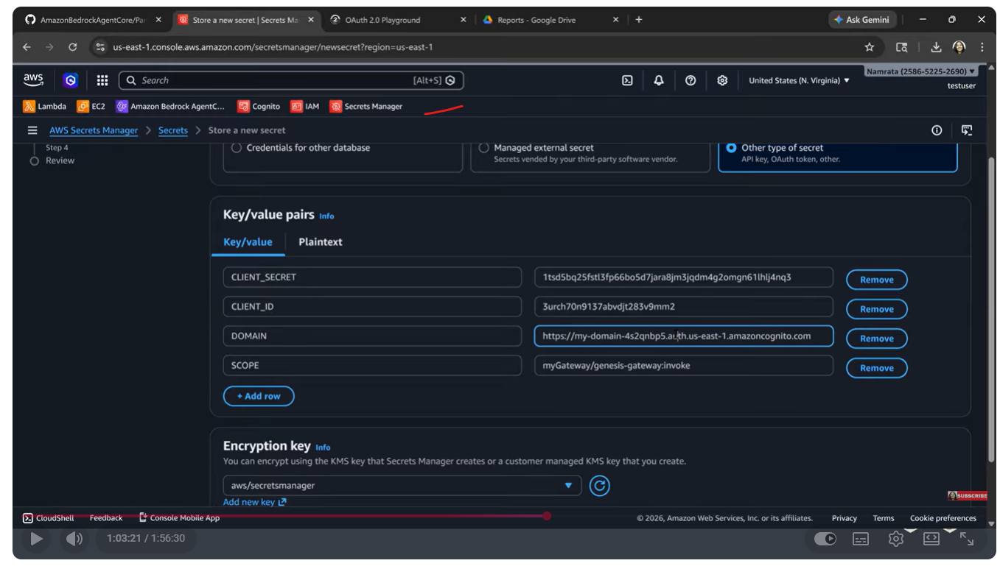 AmazonBedrockAgentCore/Par
Store a new secret | Secrets Ma
OAuth 2.0 Playground
Reports - Google Drive
Ask Gemini
us-east-1.console.aws.amazon.com/secretsmanager/newsecret?region=us-east-1
aws
Search
[Alt+S]
United States (N. Virginia)
Namrata (2586-5225-2690)
testuser
Lambda
EC2
Amazon Bedrock AgentC...
Cognito
IAM
Secrets Manager
AWS Secrets Manager > Secrets > Store a new secret
Step 4
Review
Credentials for other database
Managed external secret
Secrets vended by your third-party software vendor.
Other type of secret
API key, OAuth token, other.
Key/value pairs Info
Key/value
Plaintext
CLIENT_SECRET
1tsd5bq25fstl3fp66bo5d7jara8jm3jqdm4g2omgn61lhlj4nq3
Remove
CLIENT_ID
3urch70n9137abvdjt283v9mm2
Remove
DOMAIN
https://my-domain-4s2qnbp5.auth.us-east-1.amazoncognito.com
Remove
SCOPE
myGateway/genesis-gateway:invoke
Remove
+ Add row
Encryption key Info
You can encrypt using the KMS key that Secrets Manager creates or a customer managed KMS key that you create.
aws/secretsmanager
Add new key
SUBSCRIBE
CloudShell
Feedback
Console Mobile App
© 2026, Amazon Web Services, Inc. or its affiliates.
Privacy
Terms
Cookie preferences
1:03:21 / 1:56:30